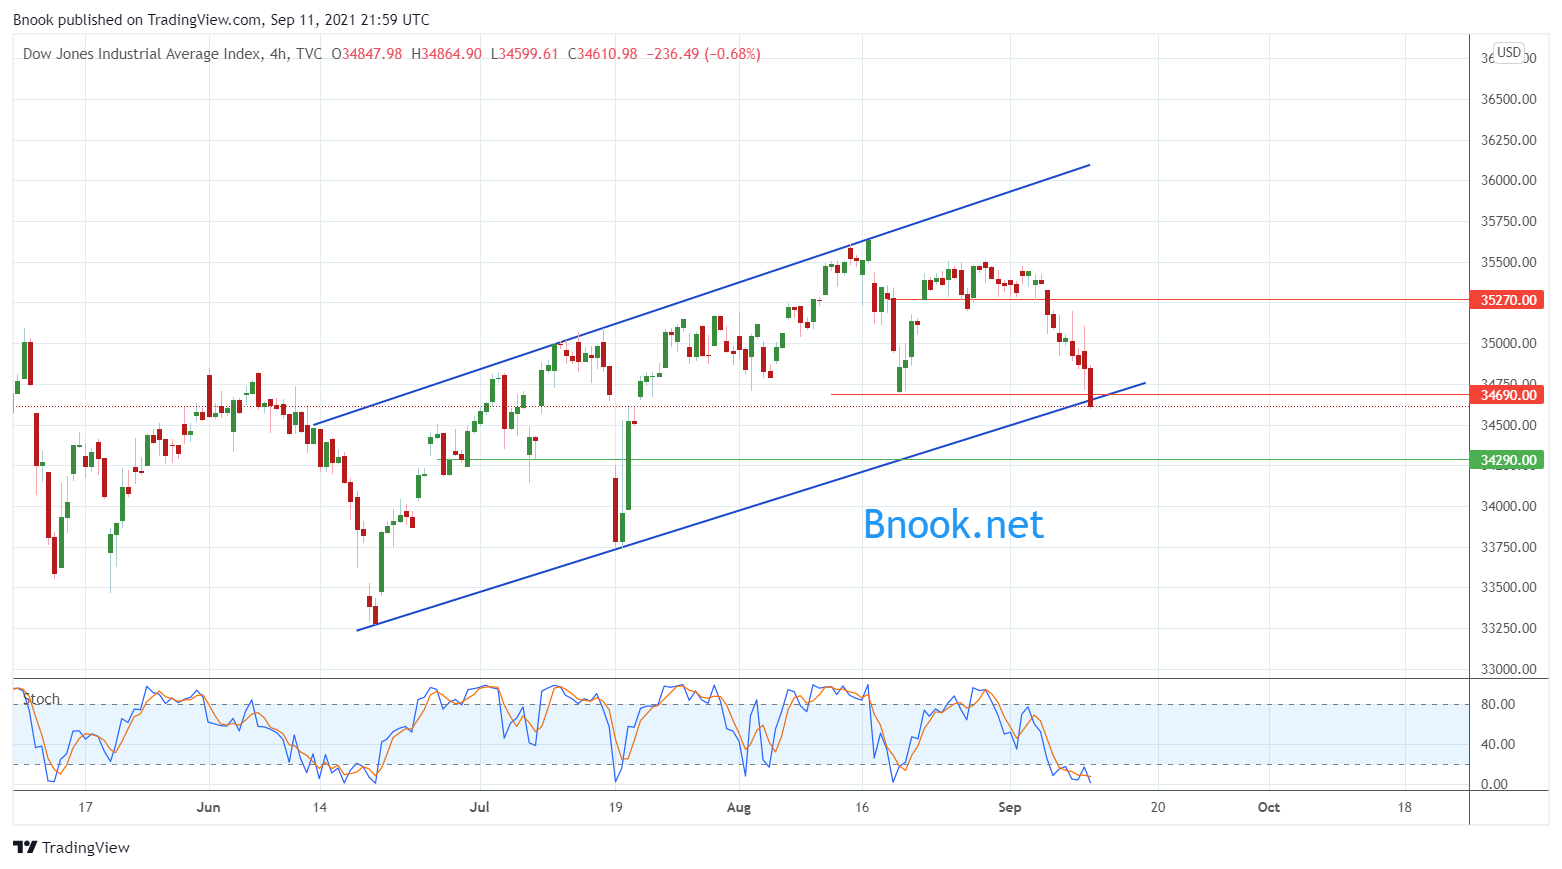 Bnook published on TradingView.com, Sep 11, 2021 21:59 UTC
Dow Jones Industrial Average Index, 4h, TVC O34847.98 H34864.90 L34599.61 C34610.98 −236.49 (−0.68%)
USD
36500.00
36250.00
36000.00
35750.00
35500.00
35270.00
35000.00
34750.00
34690.00
34500.00
34290.00
34000.00
33750.00
33500.00
33250.00
33000.00
Bnook.net
Stoch
80.00
40.00
0.00
17 Jun 14 Jul 19 Aug 16 Sep 20 Oct 18
TradingView